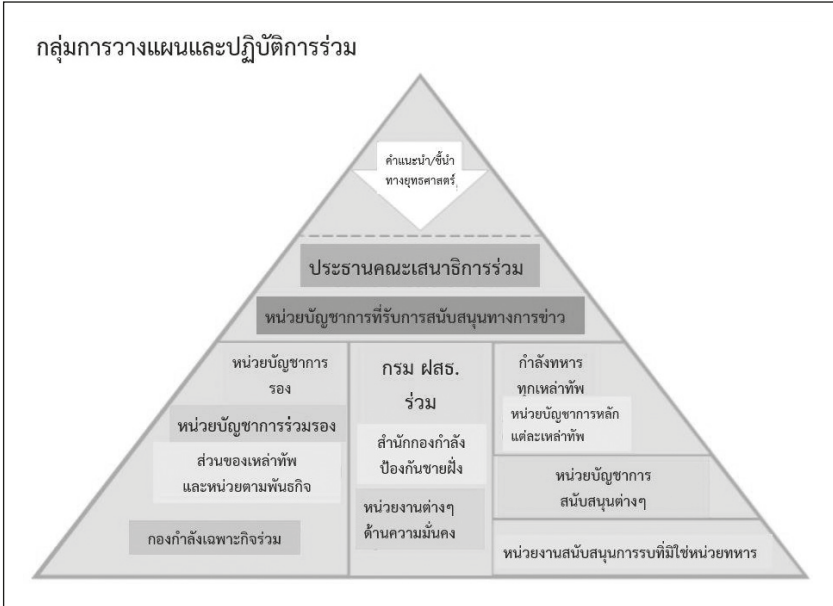 กลุ่มการวางแผนและปฏิบัติการร่วม
คำแนะนำ/ชี้นำ
ทางยุทธศาสตร์
ประธานคณะเสนาธิการร่วม
หน่วยบัญชาการที่รับการสนับสนุนทางการข่าว
หน่วยบัญชาการ
รอง
หน่วยบัญชาการร่วมรอง
ส่วนของเหล่าทัพ
และหน่วยตามพันธกิจ
กองกำลังเฉพาะกิจร่วม
กรม ฝสธ.
ร่วม
สำนักกองกำลัง
ป้องกันชายฝั่ง
หน่วยงานต่างๆ
ด้านความมั่นคง
กำลังทหาร
ทุกเหล่าทัพ
หน่วยบัญชาการหลัก
แต่ละเหล่าทัพ
หน่วยบัญชาการ
สนับสนุนต่างๆ
หน่วยงานสนับสนุนการรบที่มิใช่หน่วยทหาร